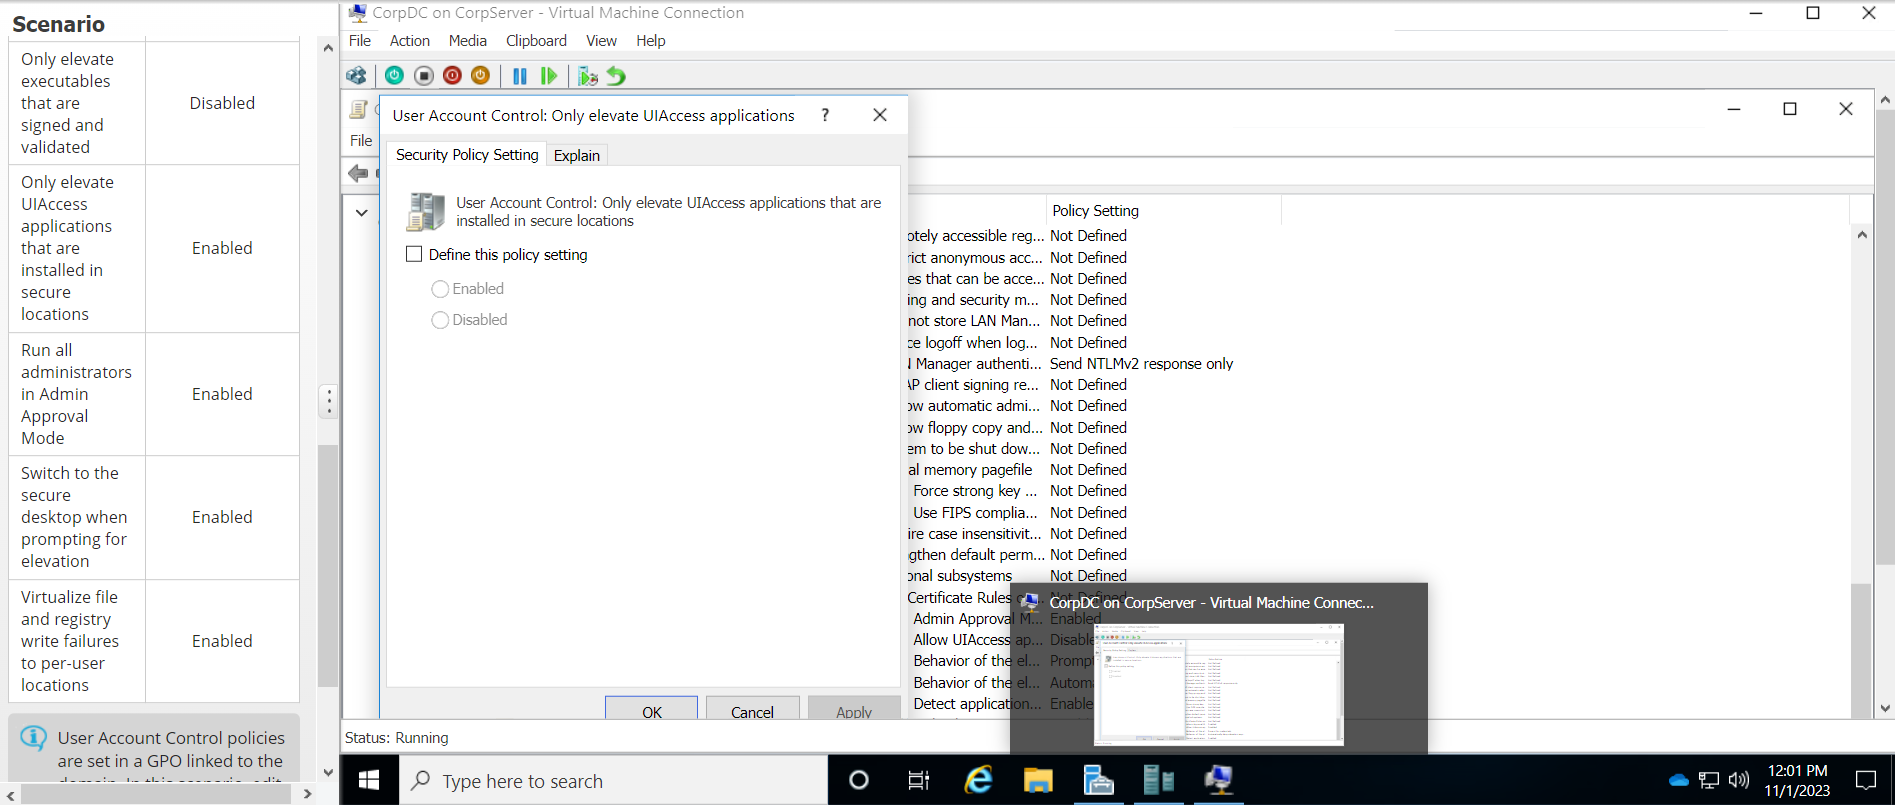 Scenario
Only elevate
executables
that are
signed and
validated
Disabled
Only elevate
UIAccess
applications
that are
installed in
secure
locations
Enabled
Run all
administrators
in Admin
Approval
Mode
Enabled
Switch to the
secure
desktop when
prompting for
elevation
Enabled
Virtualize file
and registry
write failures
to per-user
locations
Enabled
User Account Control policies
are set in a GPO linked to the
domain. In this scenario, edit
CorpDC on CorpServer - Virtual Machine Connection
File Action Media Clipboard View Help
File
User Account Control: Only elevate UIAccess applications ?
Security Policy Setting Explain
User Account Control: Only elevate UIAccess applications that are
installed in secure locations
Define this policy setting
Enabled
Disabled
OK Cancel Apply
Policy Setting
otely accessible reg... Not Defined
rict anonymous acc... Not Defined
es that can be acce... Not Defined
ing and security m... Not Defined
not store LAN Man... Not Defined
ce logoff when log... Not Defined
N Manager authenti... Send NTLMv2 response only
AP client signing re... Not Defined
ow automatic admi... Not Defined
ow floppy copy and... Not Defined
em to be shut dow... Not Defined
al memory pagefile Not Defined
Force strong key ... Not Defined
Use FIPS complia... Not Defined
ire case insensitivit... Not Defined
gthen default perm... Not Defined
onal subsystems Not Defined
Certificate Rules
Admin Approval M... Enabled
Allow UIAccess ap... Disable
Behavior of the el... Promp
Behavior of the el... Automa
Detect application... Enable
CorpDC on CorpServer - Virtual Machine Connec...
Status: Running
Type here to search
12:01 PM
11/1/2023